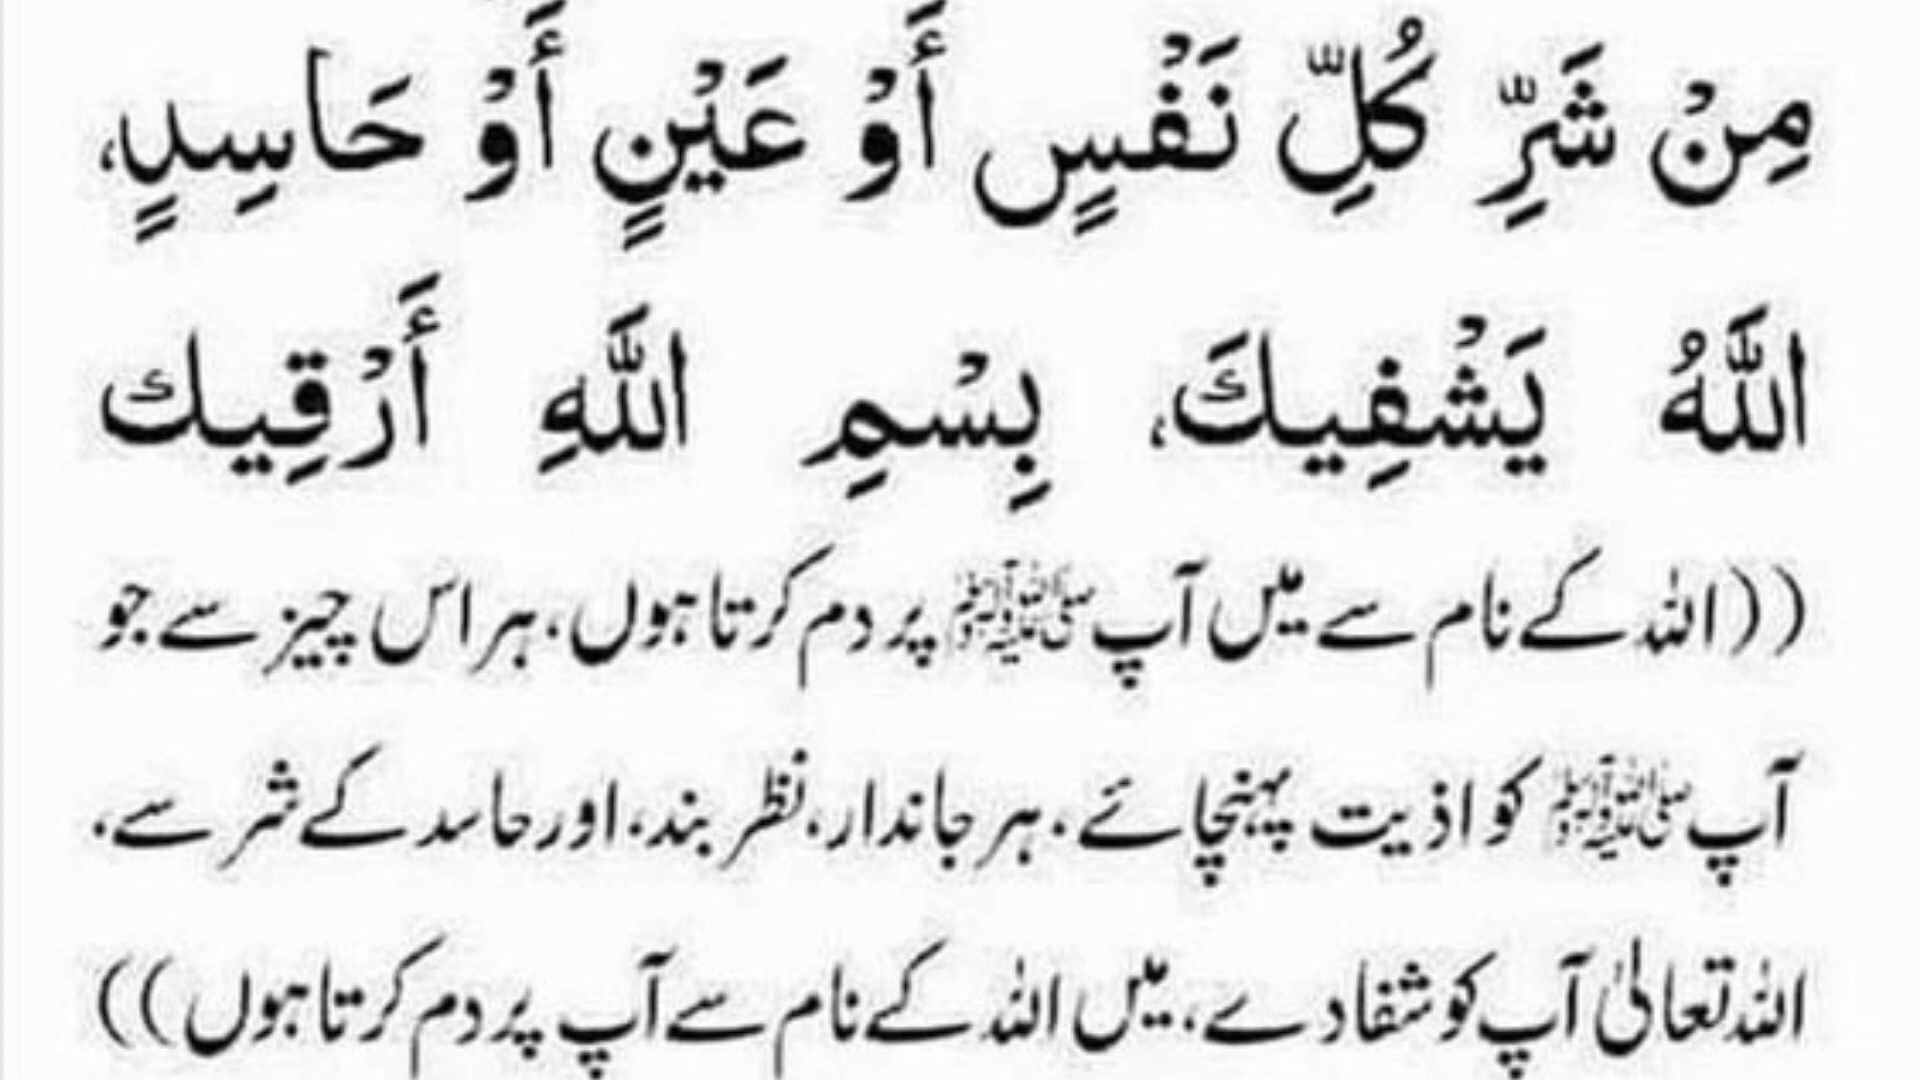 مِنْ شَرِّ كُلِّ نَفْسٍ أَوْ عَيْنٍ أَوْ حَاسِدٍ،
اللَّهُ يَشْفِيكَ، بِسْمِ اللَّهِ أَرْقِيك
((اللہ کے نام سے میں آپ ﷺ پر دم کرتا ہوں، ہر اس چیز سے جو
آپ ﷺ کو اذیت پہنچائے، ہر جاندار، نظر بند، اور حاسد کے شر سے،
اللہ تعالیٰ آپ کو شفا دے، میں اللہ کے نام سے آپ پر دم کرتا ہوں))